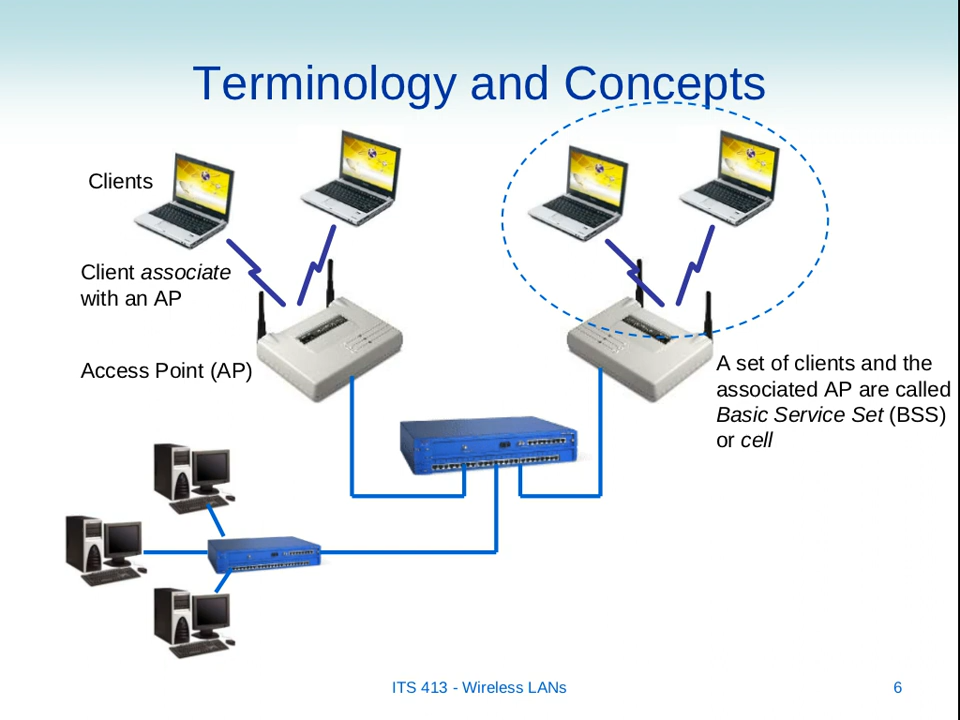 Terminology and Concepts
Clients
Client associate
with an AP
Access Point (AP)
A set of clients and the
associated AP are called
Basic Service Set (BSS)
or cell
ITS 413 - Wireless LANs
6